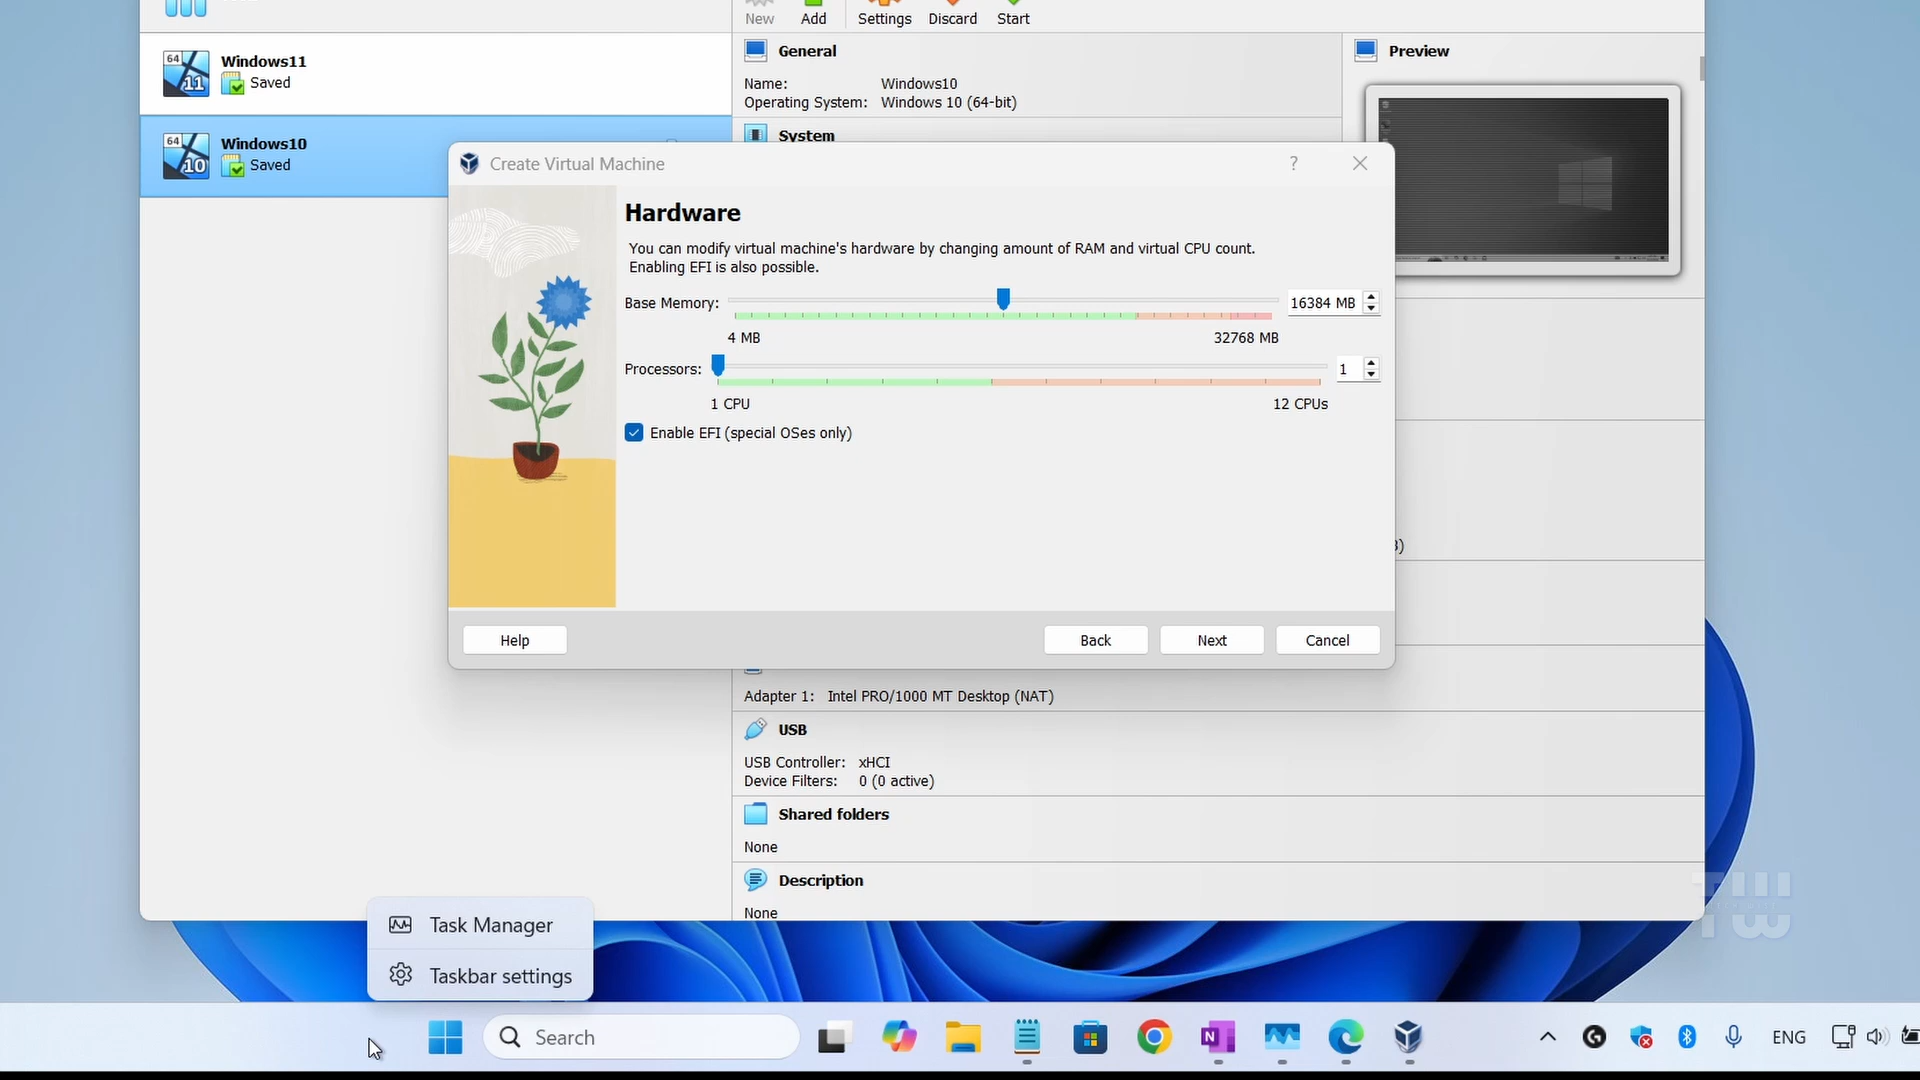 New
Add
Settings
Discard
Start
64
11
Windows11
Saved
64
10
Windows10
Saved
General
Name: Windows10
Operating System: Windows 10 (64-bit)
System
Preview
Create Virtual Machine
?
Hardware
You can modify virtual machine's hardware by changing amount of RAM and virtual CPU count.
Enabling EFI is also possible.
Base Memory:
16384 MB
4 MB
32768 MB
Processors:
1
1 CPU
12 CPUs
Enable EFI (special OSes only)
Help
Back
Next
Cancel
Adapter 1: Intel PRO/1000 MT Desktop (NAT)
USB
USB Controller: xHCI
Device Filters: 0 (0 active)
Shared folders
None
Description
None
Task Manager
Taskbar settings
Search
N
ENG
TW